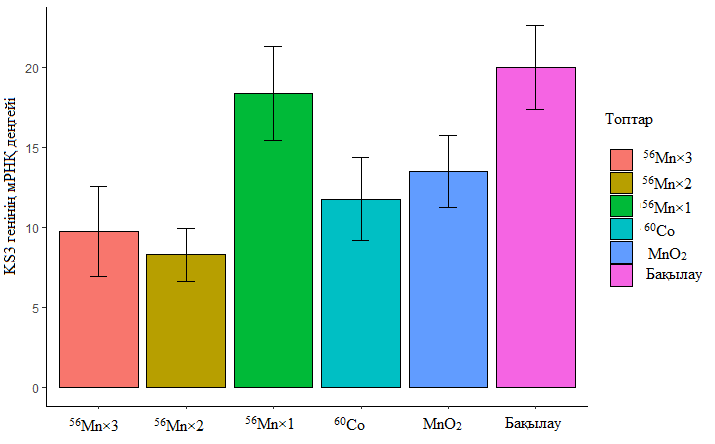 KS3 генінің мРНҚ деңгейі
20
15
10
5
0
⁵⁶Mn×3
⁵⁶Mn×2
⁵⁶Mn×1
⁶⁰Co
MnO₂
Бақылау
Топтар
⁵⁶Mn×3
⁵⁶Mn×2
⁵⁶Mn×1
⁶⁰Co
MnO₂
Бақылау